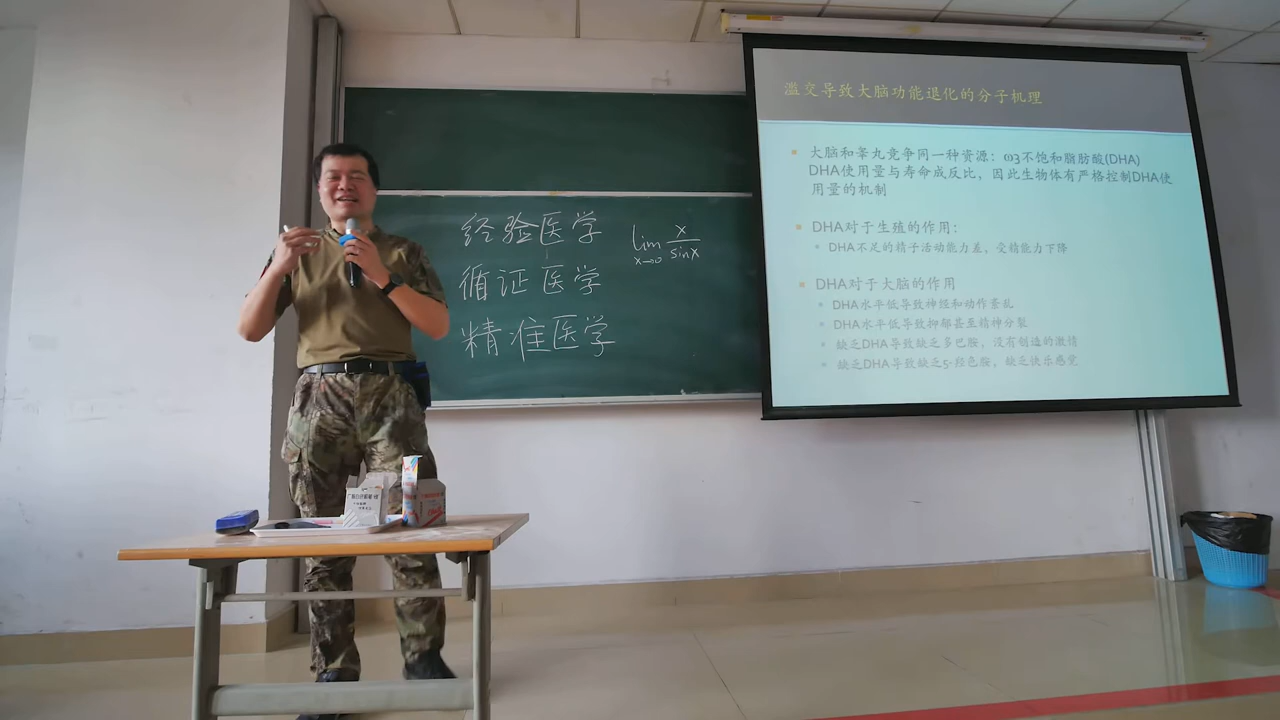 经验医学
循证医学
精准医学
lim x/sinx
x→0
滥交导致大脑功能退化的分子机理
大脑和睾丸竞争同一种资源：ω3不饱和脂肪酸(DHA)
DHA使用量与寿命成反比，因此生物体有严格控制DHA使
用量的机制
DHA对于生殖的作用：
DHA不足的精子活动能力差，受精能力下降
DHA对于大脑的作用
DHA水平低导致神经和动作紊乱
DHA水平低导致抑郁甚至精神分裂
缺乏DHA导致缺乏多巴胺，没有创造的激情
缺乏DHA导致缺乏5-羟色胺，缺乏快乐感觉